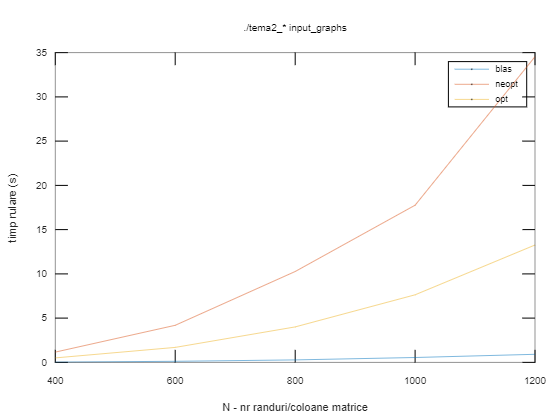 ./tema2_* input_graphs
35
30
25
20
15
10
5
0
timp rulare (s)
blas
neopt
opt
400 600 800 1000 1200
N - nr randuri/coloane matrice